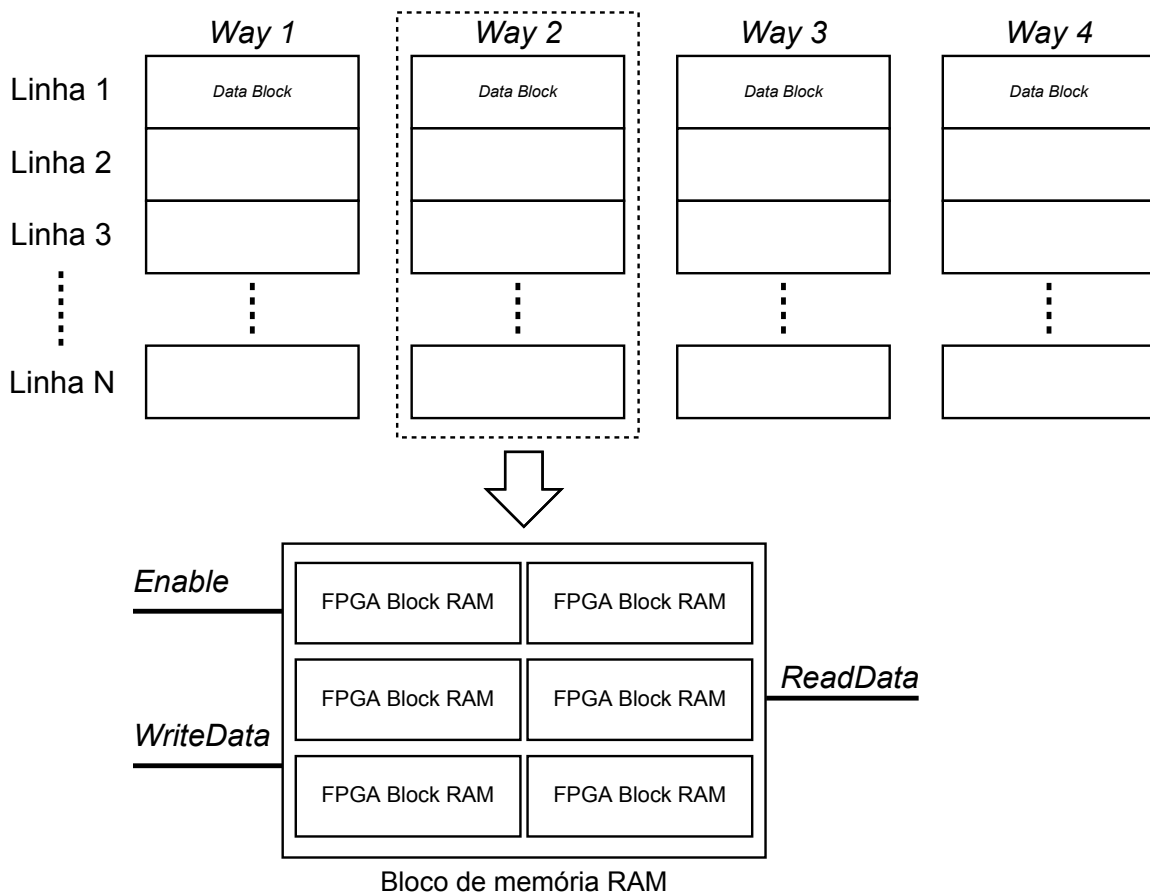 Way 1 Way 2 Way 3 Way 4
Linha 1 Data Block Data Block Data Block Data Block
Linha 2
Linha 3
Linha N
Enable
FPGA Block RAM FPGA Block RAM
FPGA Block RAM FPGA Block RAM
ReadData
WriteData
FPGA Block RAM FPGA Block RAM
Bloco de memória RAM